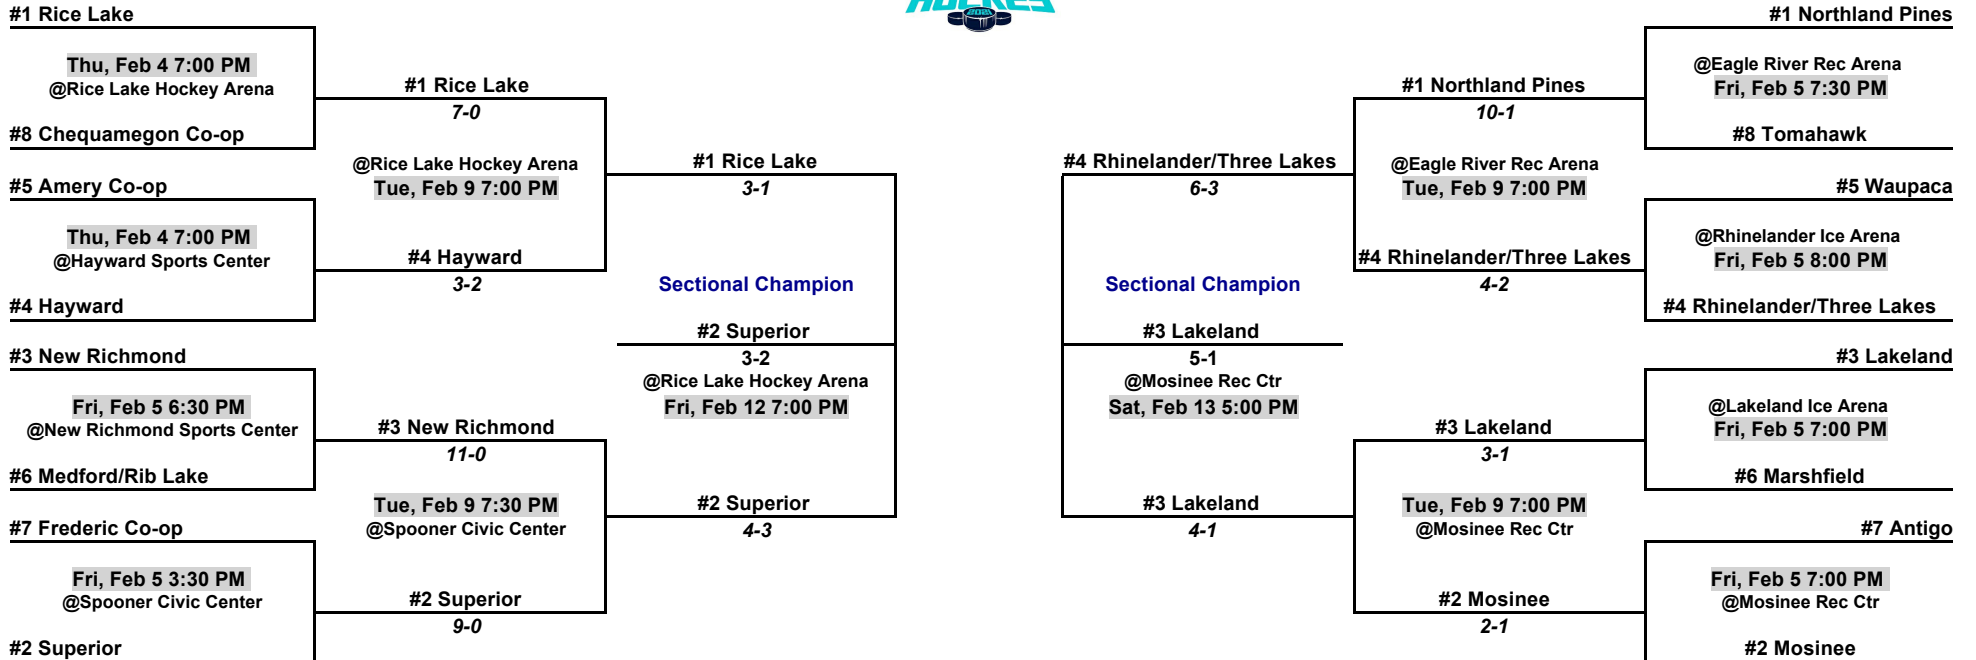 HOCKEY
2021
#1 Rice Lake
Thu, Feb 4 7:00 PM
@Rice Lake Hockey Arena
#8 Chequamegon Co-op
#5 Amery Co-op
Thu, Feb 4 7:00 PM
@Hayward Sports Center
#4 Hayward
#3 New Richmond
Fri, Feb 5 6:30 PM
@New Richmond Sports Center
#6 Medford/Rib Lake
#7 Frederic Co-op
Fri, Feb 5 3:30 PM
@Spooner Civic Center
#2 Superior
#1 Rice Lake
7-0
@Rice Lake Hockey Arena
Tue, Feb 9 7:00 PM
#4 Hayward
3-2
#3 New Richmond
11-0
Tue, Feb 9 7:30 PM
@Spooner Civic Center
#2 Superior
9-0
#1 Rice Lake
3-1
Sectional Champion
#2 Superior
3-2
@Rice Lake Hockey Arena
Fri, Feb 12 7:00 PM
#2 Superior
4-3
#4 Rhinelander/Three Lakes
6-3
Sectional Champion
#3 Lakeland
5-1
@Mosinee Rec Ctr
Sat, Feb 13 5:00 PM
#3 Lakeland
4-1
#1 Northland Pines
10-1
@Eagle River Rec Arena
Tue, Feb 9 7:00 PM
#4 Rhinelander/Three Lakes
4-2
#3 Lakeland
3-1
Tue, Feb 9 7:00 PM
@Mosinee Rec Ctr
#2 Mosinee
2-1
#1 Northland Pines
@Eagle River Rec Arena
Fri, Feb 5 7:30 PM
#8 Tomahawk
#5 Waupaca
@Rhinelander Ice Arena
Fri, Feb 5 8:00 PM
#4 Rhinelander/Three Lakes
#3 Lakeland
@Lakeland Ice Arena
Fri, Feb 5 7:00 PM
#6 Marshfield
#7 Antigo
Fri, Feb 5 7:00 PM
@Mosinee Rec Ctr
#2 Mosinee